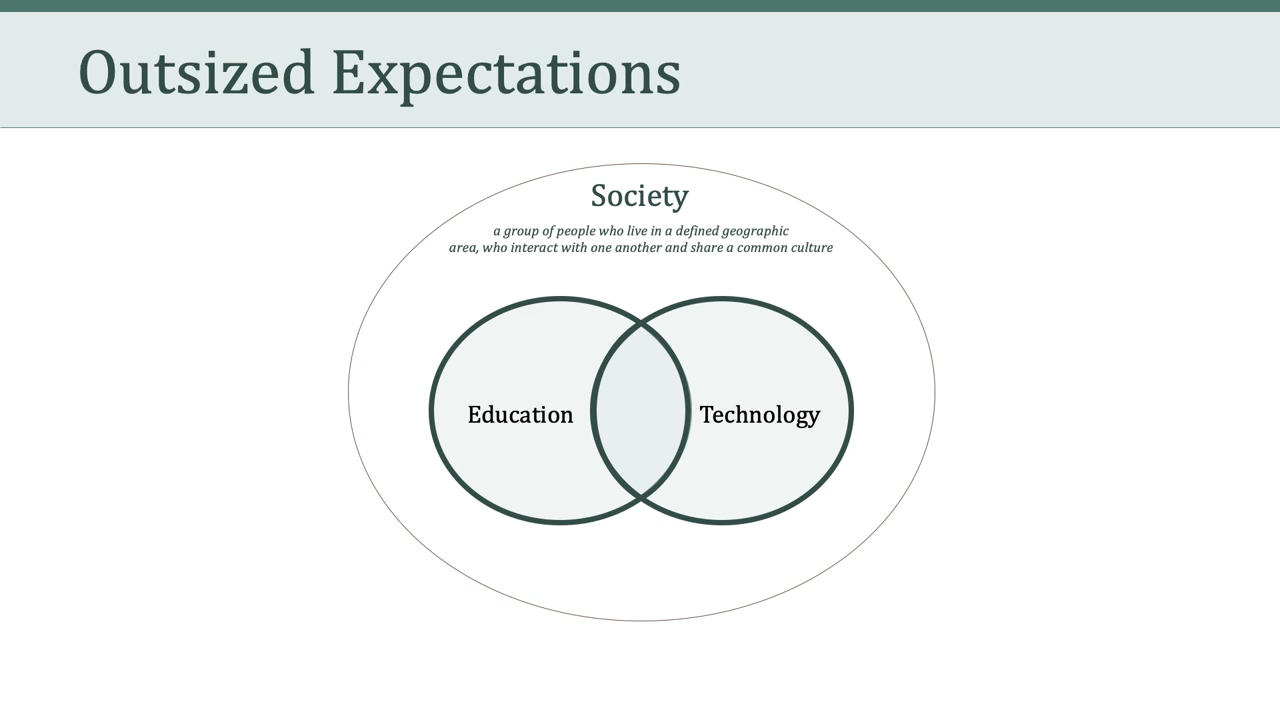 Outsized Expectations
Society
a group of people who live in a defined geographic
area, who interact with one another and share a common culture
Education
Technology